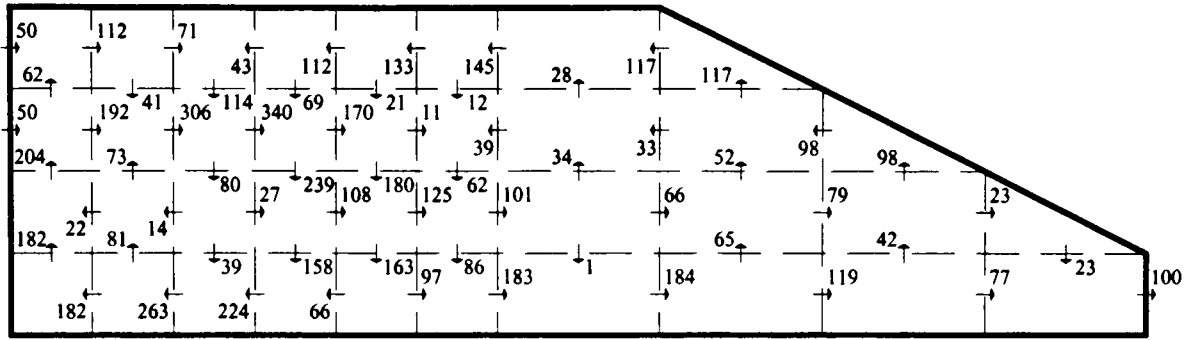 50 112 71
43 112 133 145 117
62 28 117
41 114 69 21 12
50 192 306 340 170 11
39 33 98
204 73 34 52 98
80 239 180 62
27 108 125 101 66 79 23
22 14
182 81 65 42
39 158 163 86 1 23
97 183 184 119 77 100
182 263 224 66